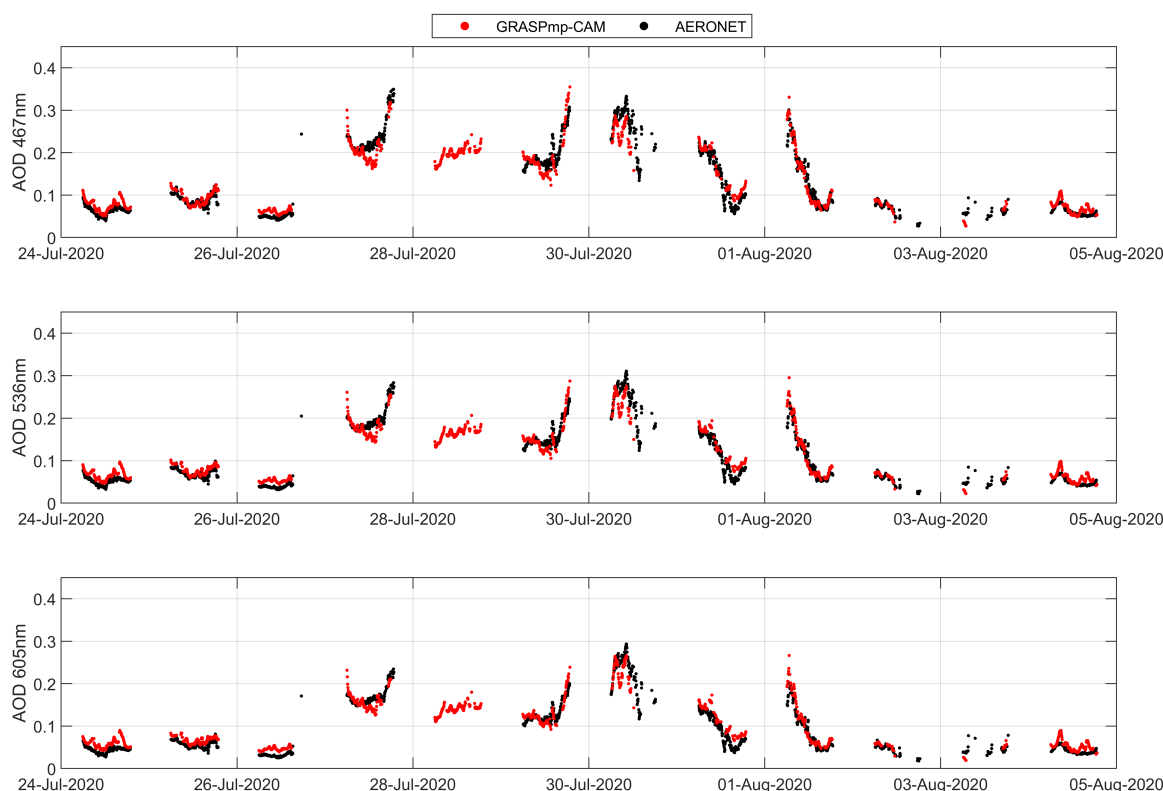 GRASPmp-CAM AERONET
0.4
0.3
0.2
0.1
0
AOD 467nm
24-Jul-2020 26-Jul-2020 28-Jul-2020 30-Jul-2020 01-Aug-2020 03-Aug-2020 05-Aug-2020
0.4
0.3
0.2
0.1
0
AOD 536nm
24-Jul-2020 26-Jul-2020 28-Jul-2020 30-Jul-2020 01-Aug-2020 03-Aug-2020 05-Aug-2020
0.4
0.3
0.2
0.1
0
AOD 605nm
24-Jul-2020 26-Jul-2020 28-Jul-2020 30-Jul-2020 01-Aug-2020 03-Aug-2020 05-Aug-2020